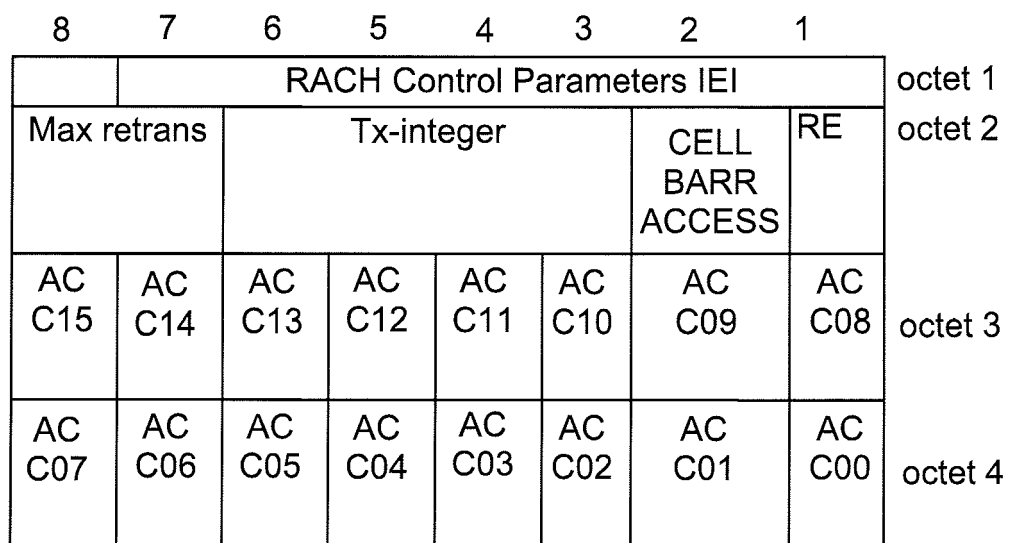 8 7 6 5 4 3 2 1
RACH Control Parameters IEI octet 1
Max retrans Tx-integer CELL BARR ACCESS RE octet 2
AC C15 AC C14 AC C13 AC C12 AC C11 AC C10 AC C09 AC C08 octet 3
AC C07 AC C06 AC C05 AC C04 AC C03 AC C02 AC C01 AC C00 octet 4